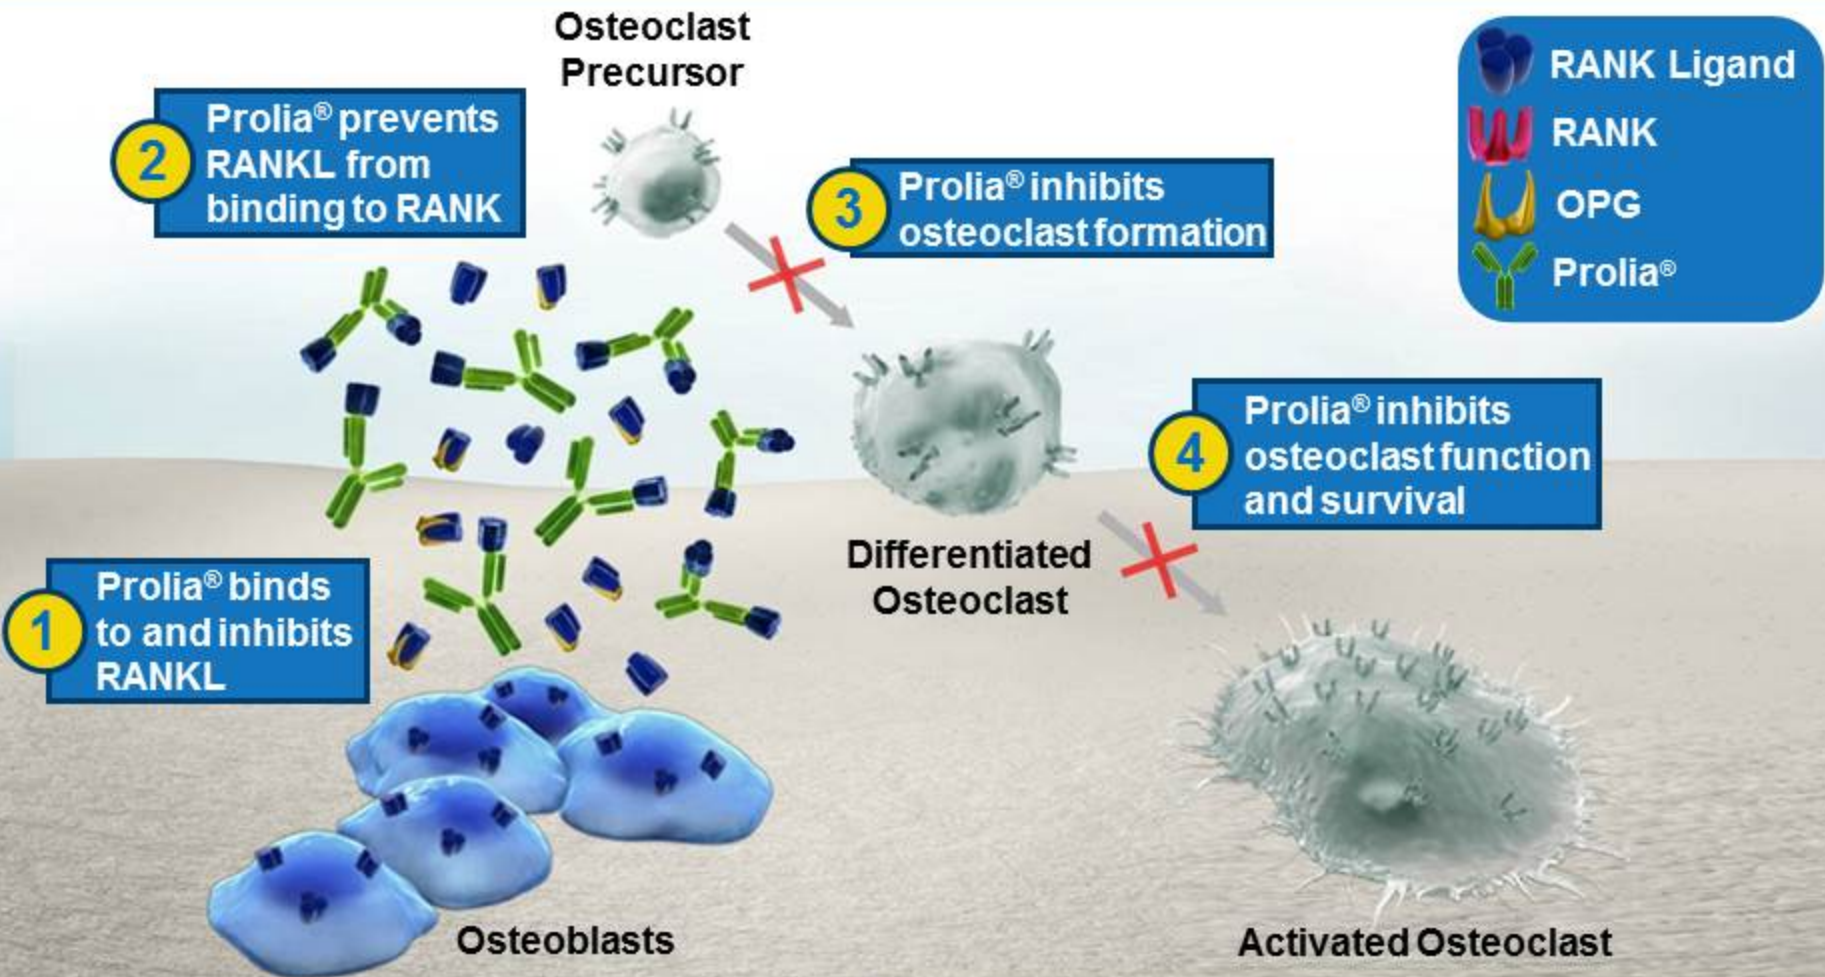 Osteoclast
Precursor
RANK Ligand
RANK
OPG
Prolia®
2
Prolia® prevents
RANKL from
binding to RANK
3
Prolia® inhibits
osteoclast formation
4
Prolia® inhibits
osteoclast function
and survival
Differentiated
Osteoclast
1
Prolia® binds
to and inhibits
RANKL
Osteoblasts
Activated Osteoclast